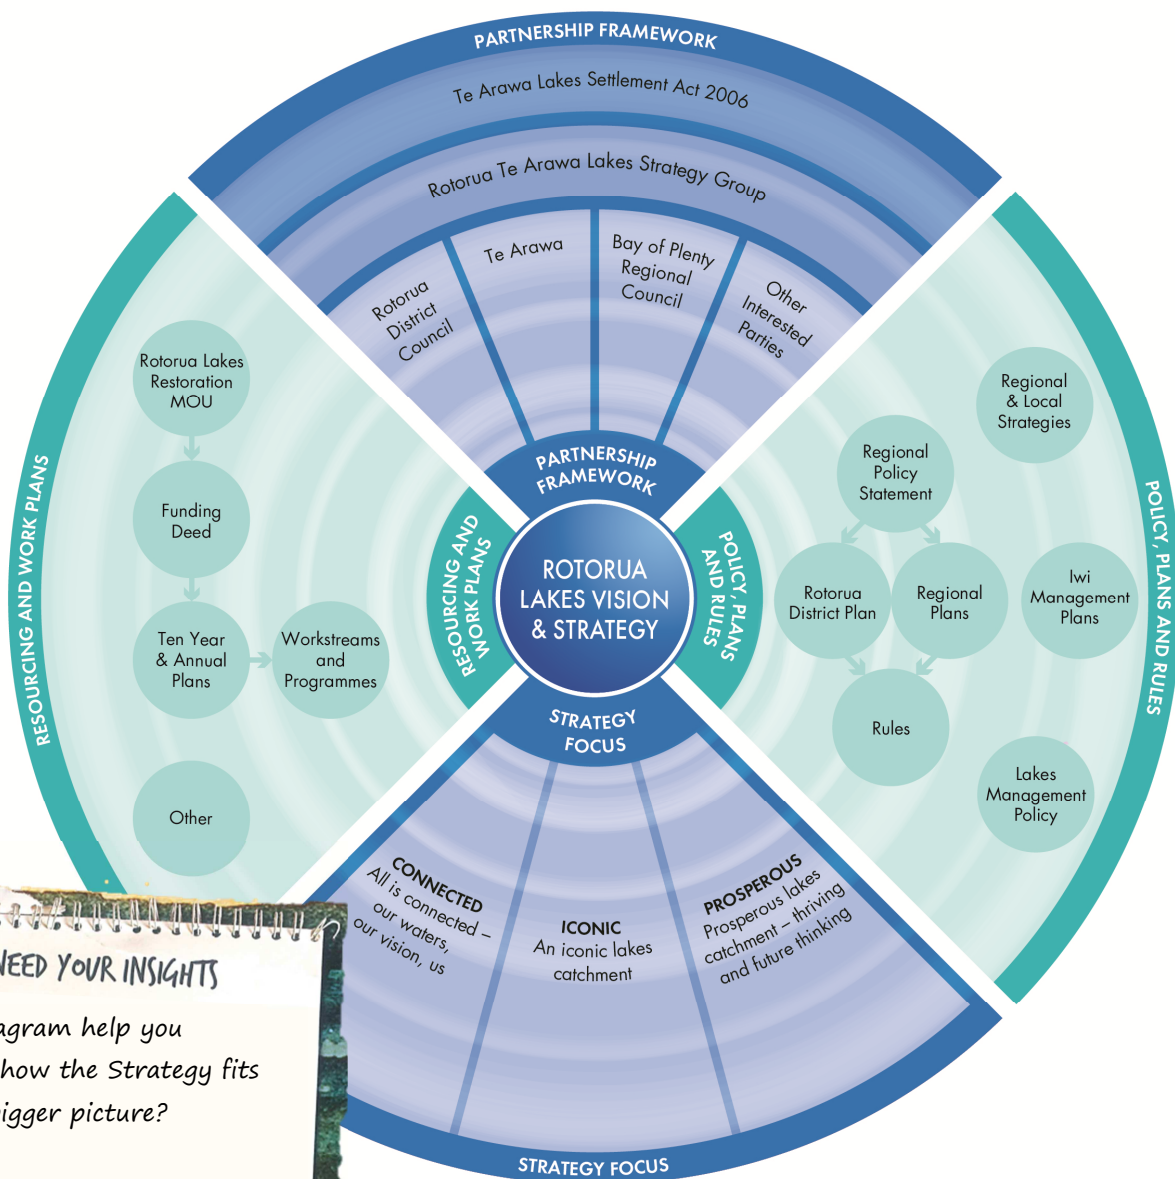 PARTNERSHIP FRAMEWORK
Te Arawa Lakes Settlement Act 2006
Rotorua Te Arawa Lakes Strategy Group
Rotorua
District
Council
Te Arawa
Bay of Plenty
Regional
Council
Other
Interested
Parties
PARTNERSHIP
FRAMEWORK
RESOURCING AND WORK PLANS
Rotorua Lakes
Restoration
MOU
Funding
Deed
Ten Year
& Annual
Plans
Workstreams
and
Programmes
Other
RESOURCING AND
WORK PLANS
ROTORUA
LAKES VISION
& STRATEGY
POLICY, PLANS
AND RULES
Regional
& Local
Strategies
Regional
Policy
Statement
Rotorua
District Plan
Regional
Plans
Iwi
Management
Plans
Rules
Lakes
Management
Policy
POLICY, PLANS AND RULES
STRATEGY
FOCUS
CONNECTED
All is connected –
our waters,
our vision, us
ICONIC
An iconic lakes
catchment
PROSPEROUS
Prosperous lakes
catchment – thriving
and future thinking
STRATEGY FOCUS
NEED YOUR INSIGHTS
agram help you
how the Strategy fits
igger picture?